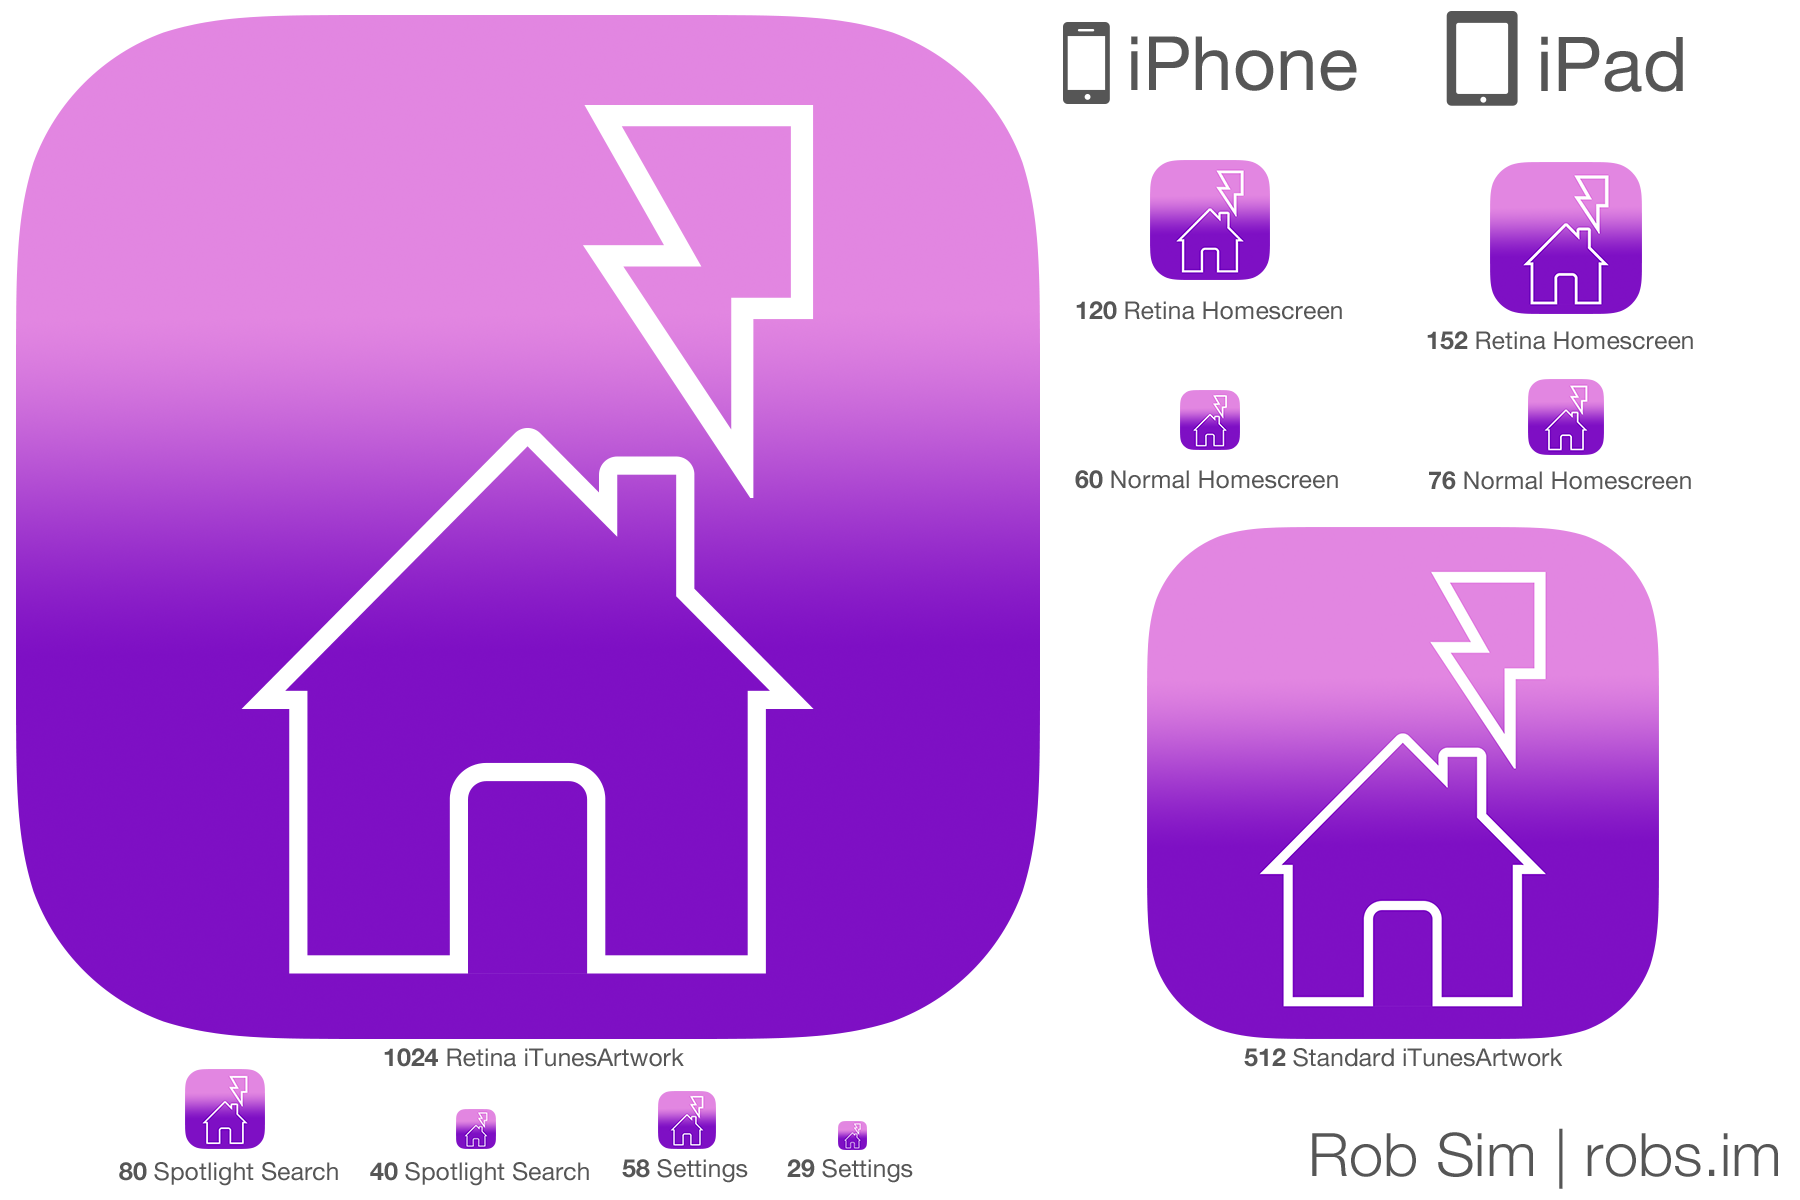 iPhone
iPad
120 Retina Homescreen
152 Retina Homescreen
60 Normal Homescreen
76 Normal Homescreen
1024 Retina iTunesArtwork
512 Standard iTunesArtwork
80 Spotlight Search
40 Spotlight Search
58 Settings
29 Settings
Rob Sim | robs.im